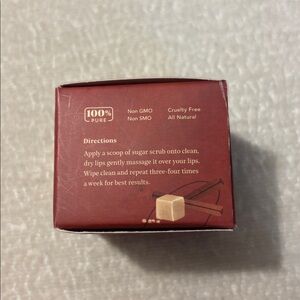 100% PURE
Non GMO
Non SMO
Cruelty Free
All Natural
Directions
Apply a scoop of sugar scrub onto clean,
dry lips gently massage it over your lips.
Wipe clean and repeat three-four times
a week for best results.